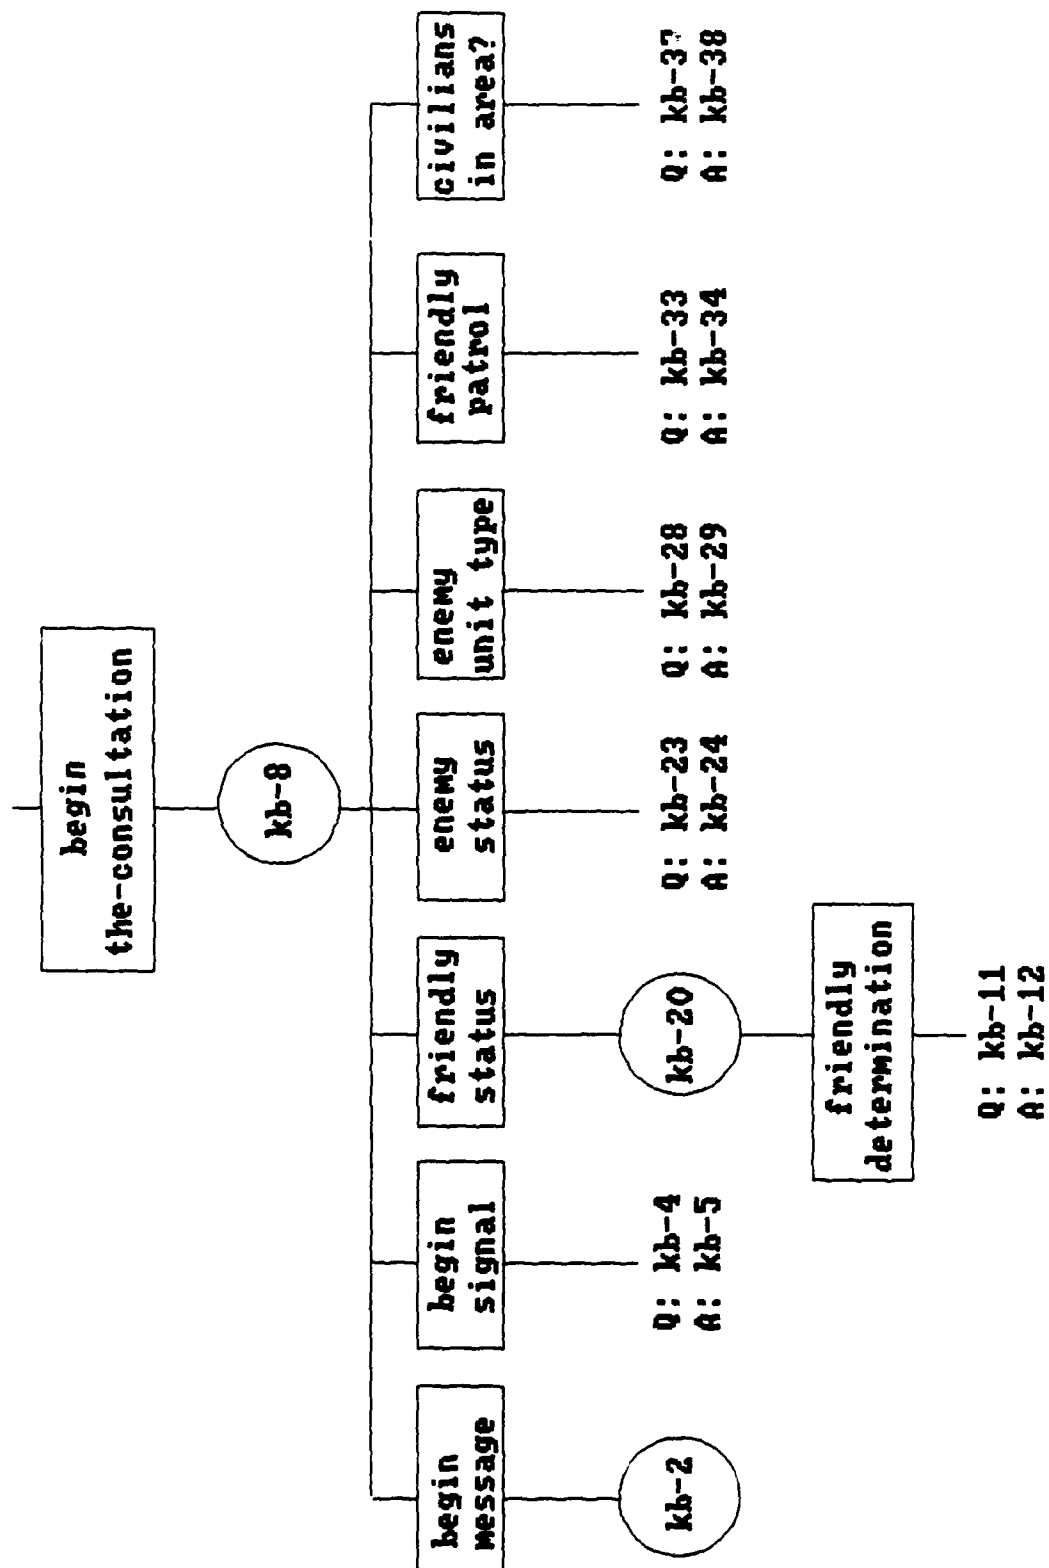 begin
the-consultation
kb-8
begin
message
begin
signal
friendly
status
enemy
status
enemy
unit type
friendly
patrol
civilians
in area?
kb-2
Q: kb-4
A: kb-5
kb-20
Q: kb-23
A: kb-24
Q: kb-28
A: kb-29
Q: kb-33
A: kb-34
Q: kb-37
A: kb-38
friendly
determination
Q: kb-11
A: kb-12